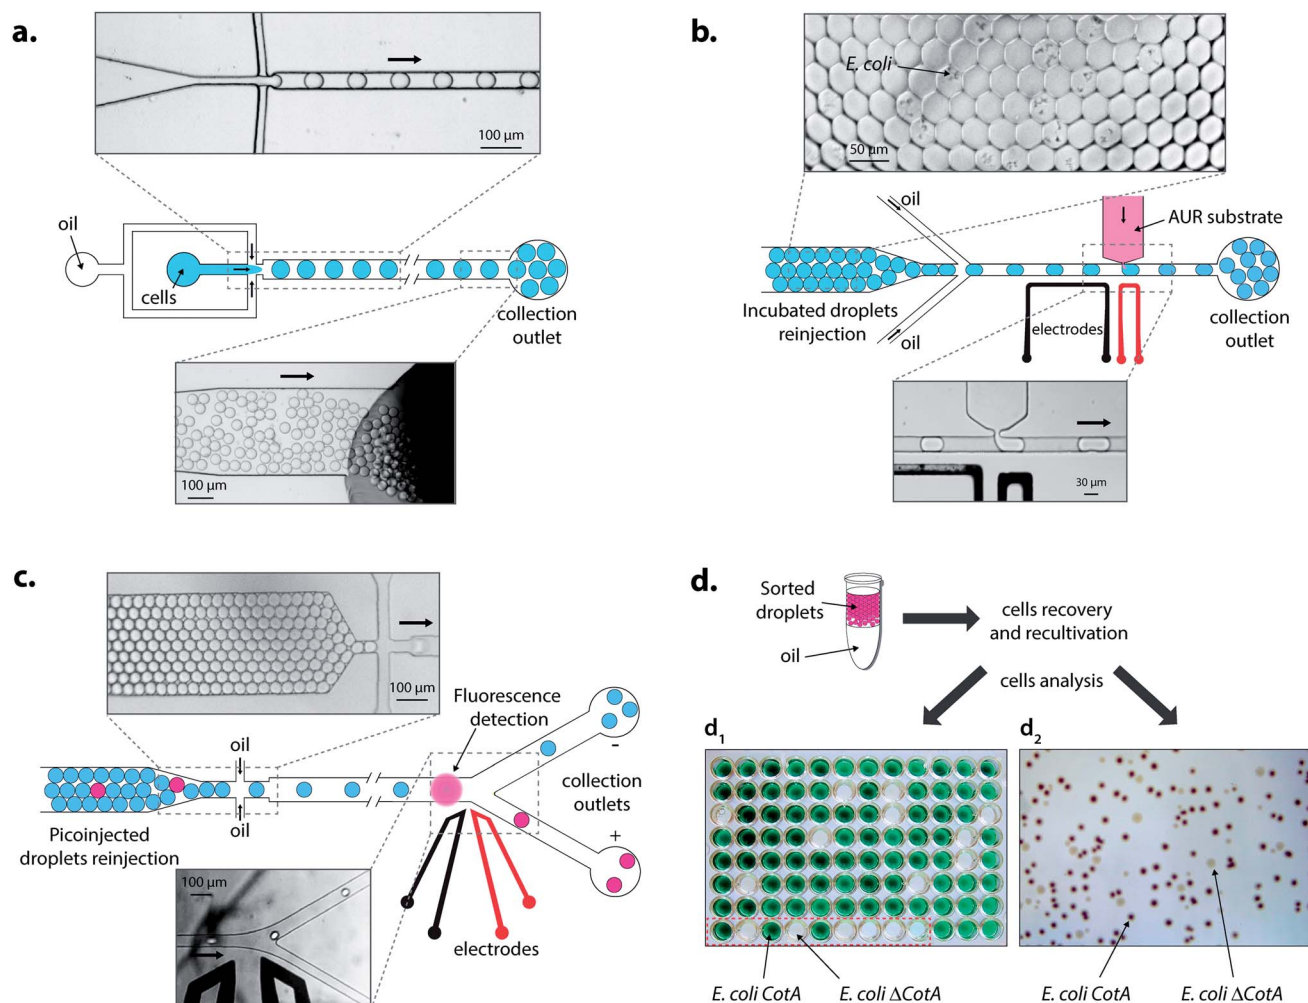 a.
100 μm
oil
cells
collection
outlet
100 μm
b.
E. coli
50 μm
oil
AUR substrate
Incubated droplets
reinjection
oil
electrodes
collection
outlet
30 μm
c.
100 μm
Fluorescence
detection
oil
-
collection
outlets
oil
Picoinjected
droplets reinjection
+
100 μm
electrodes
d.
Sorted
droplets
oil
cells recovery
and recultivation
cells analysis
d1
d2
E. coli CotA
E. coli ΔCotA
E. coli CotA
E. coli ΔCotA